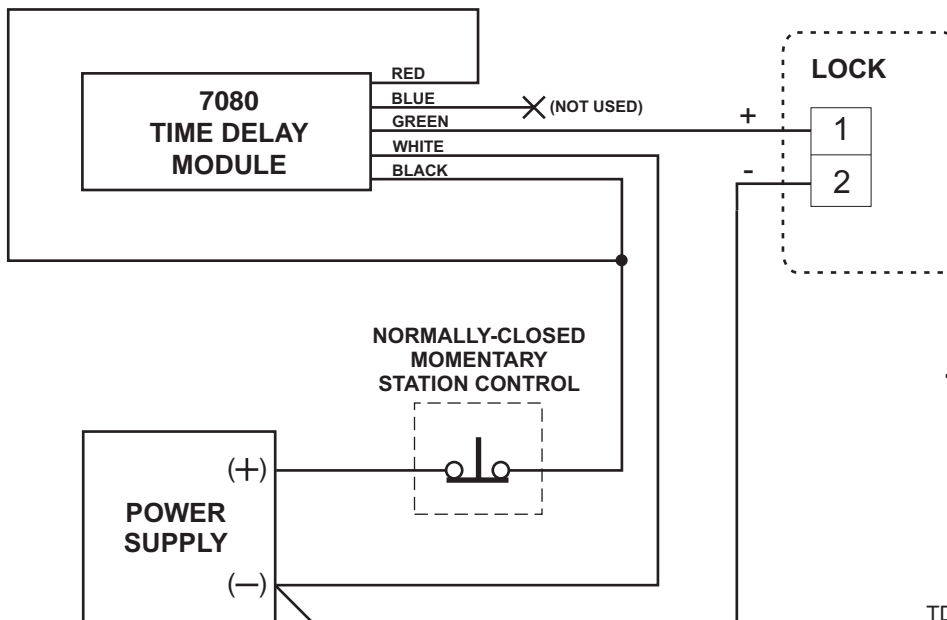 RED
7080
TIME DELAY
MODULE
BLUE
(NOT USED)
GREEN
WHITE
BLACK
LOCK
+
1
-
2
NORMALLY-CLOSED
MOMENTARY
STATION CONTROL
(+)
POWER
SUPPLY
(—)